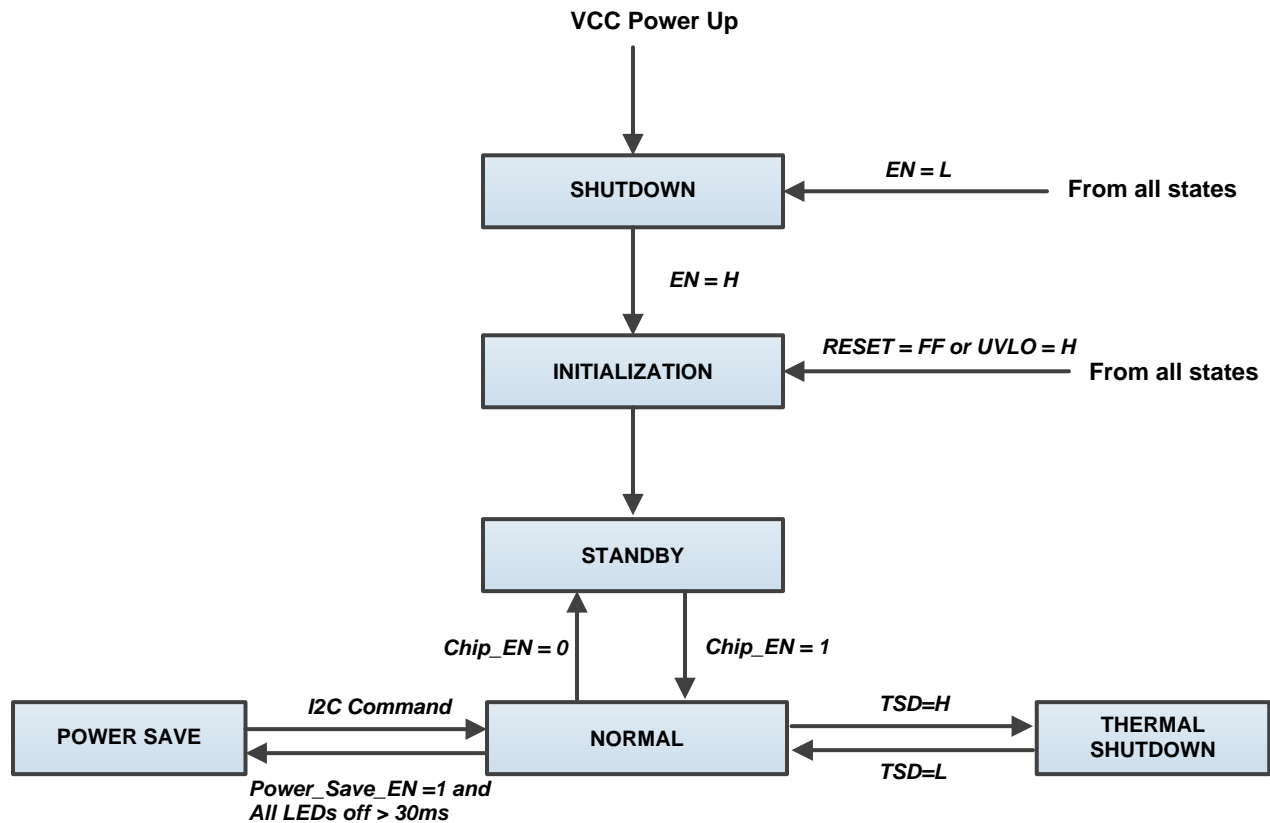 VCC Power Up
SHUTDOWN
EN = L
From all states
EN = H
RESET = FF or UVLO = H
INITIALIZATION
From all states
STANDBY
Chip_EN = 0
Chip_EN = 1
I2C Command
TSD=H
POWER SAVE
NORMAL
THERMAL
SHUTDOWN
TSD=L
Power_Save_EN =1 and
All LEDs off > 30ms